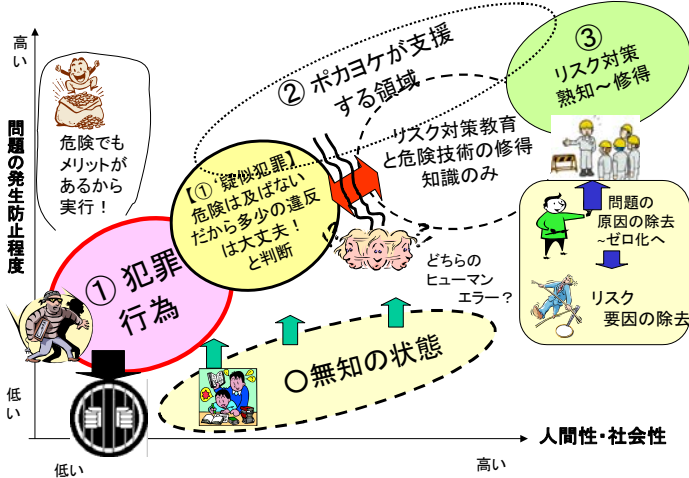 高い
問題の発生防止程度
低い
危険でも
メリットが
あるから
実行！
① 犯罪
行為
【① 疑似犯罪】
危険は及ばない
だから多少の違反
は大丈夫！
と判断
② ポカヨケが支援
する領域
リスク対策教育
と危険技術の修得
知識のみ
どちらの
ヒューマン
エラー？
③
リスク対策
熟知～修得
問題の
原因の除去
~ゼロ化へ
リスク
要因の除去
〇無知の状態
人間性・社会性
低い
高い